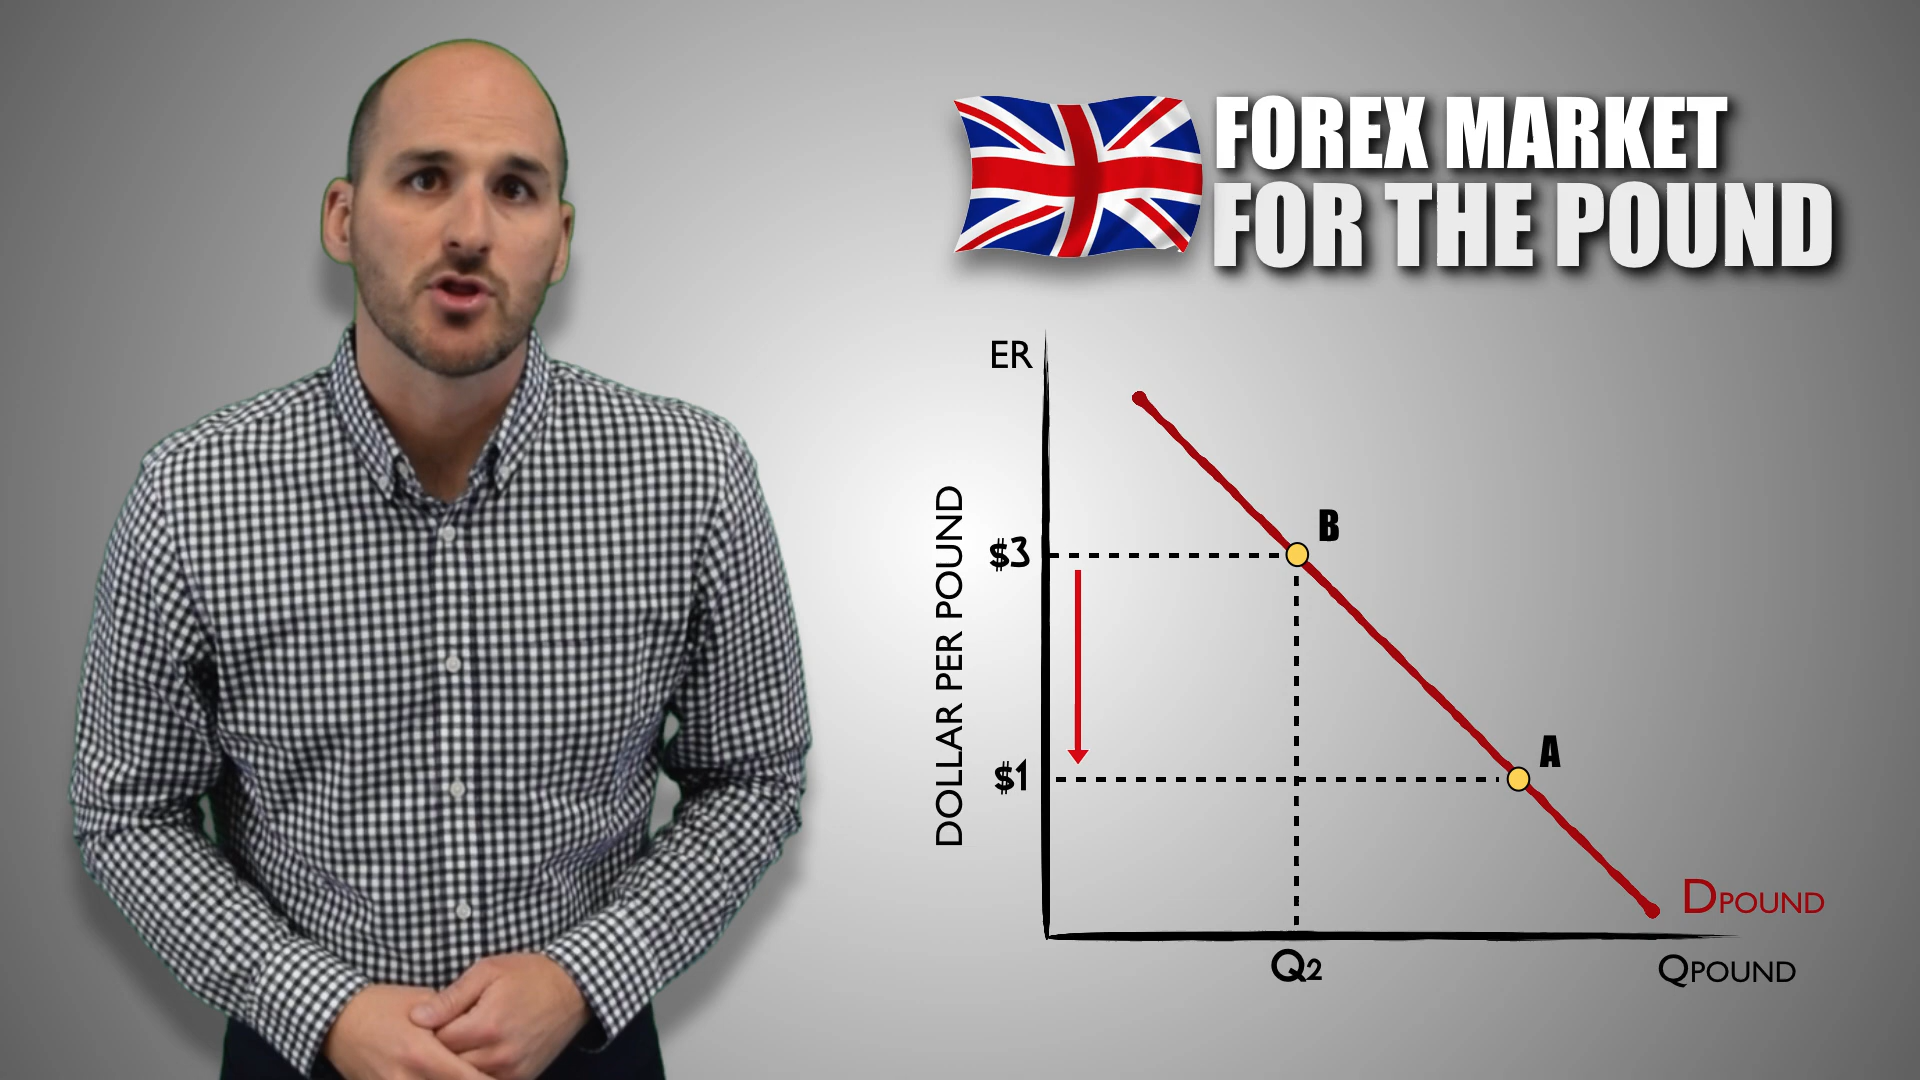 FOREX MARKET
FOR THE POUND
ER
DOLLAR PER POUND
$3
B
$1
A
DPOUND
Q2
QPOUND